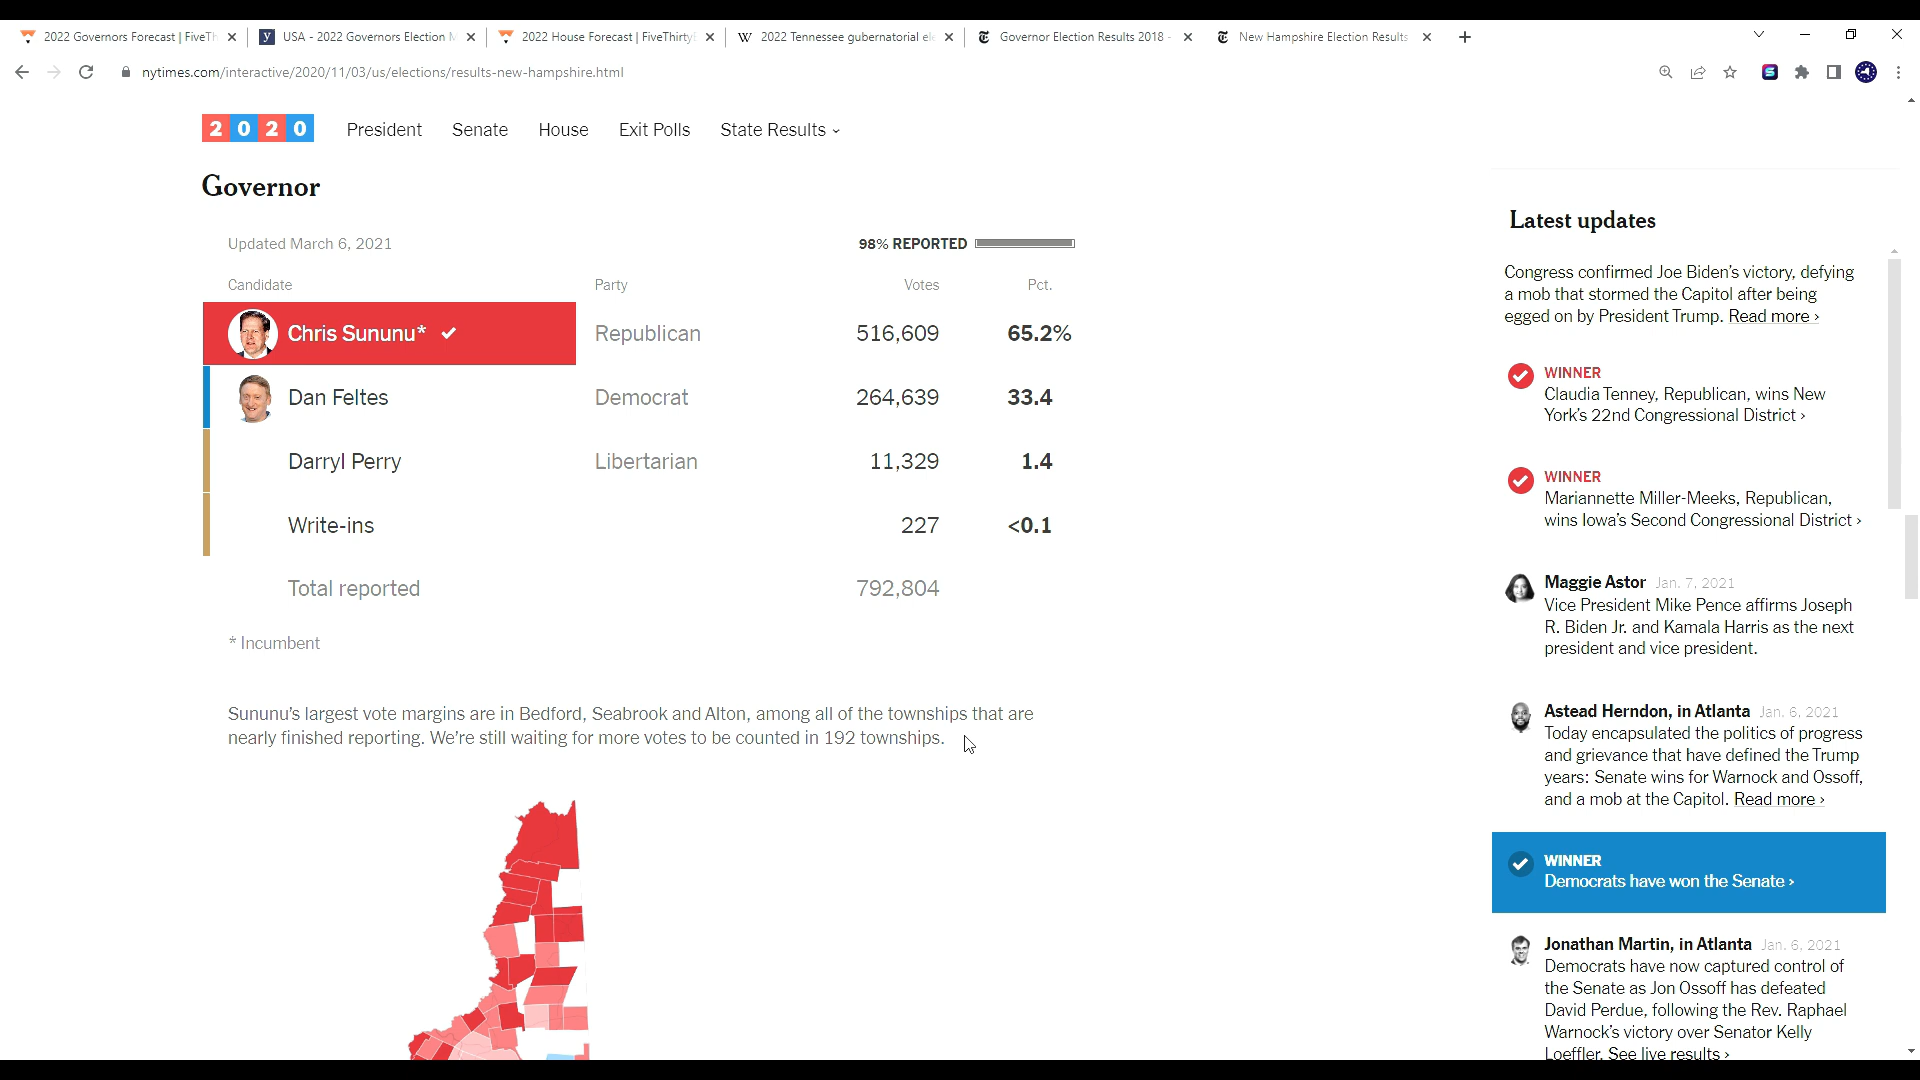 2022 Governors Forecast | FiveTh
USA - 2022 Governors Election M
2022 House Forecast | FiveThirty
2022 Tennessee gubernatorial ele
Governor Election Results 2018 -
New Hampshire Election Results
nytimes.com/interactive/2020/11/03/us/elections/results-new-hampshire.html
2020 President Senate House Exit Polls State Results
Governor
Updated March 6, 2021 98% REPORTED
Candidate Party Votes Pct.
Chris Sununu* Republican 516,609 65.2%
Dan Feltes Democrat 264,639 33.4
Darryl Perry Libertarian 11,329 1.4
Write-ins 227 <0.1
Total reported 792,804
* Incumbent
Sununu's largest vote margins are in Bedford, Seabrook and Alton, among all of the townships that are
nearly finished reporting. We're still waiting for more votes to be counted in 192 townships.
Latest updates
Congress confirmed Joe Biden's victory, defying
a mob that stormed the Capitol after being
egged on by President Trump. Read more ›
WINNER
Claudia Tenney, Republican, wins New
York's 22nd Congressional District ›
WINNER
Mariannette Miller-Meeks, Republican,
wins Iowa's Second Congressional District ›
Maggie Astor Jan. 7, 2021
Vice President Mike Pence affirms Joseph
R. Biden Jr. and Kamala Harris as the next
president and vice president.
Astead Herndon, in Atlanta Jan. 6, 2021
Today encapsulated the politics of progress
and grievance that have defined the Trump
years: Senate wins for Warnock and Ossoff,
and a mob at the Capitol. Read more ›
WINNER
Democrats have won the Senate ›
Jonathan Martin, in Atlanta Jan. 6, 2021
Democrats have now captured control of
the Senate as Jon Ossoff has defeated
David Perdue, following the Rev. Raphael
Warnock's victory over Senator Kelly
Loeffler. See live results ›